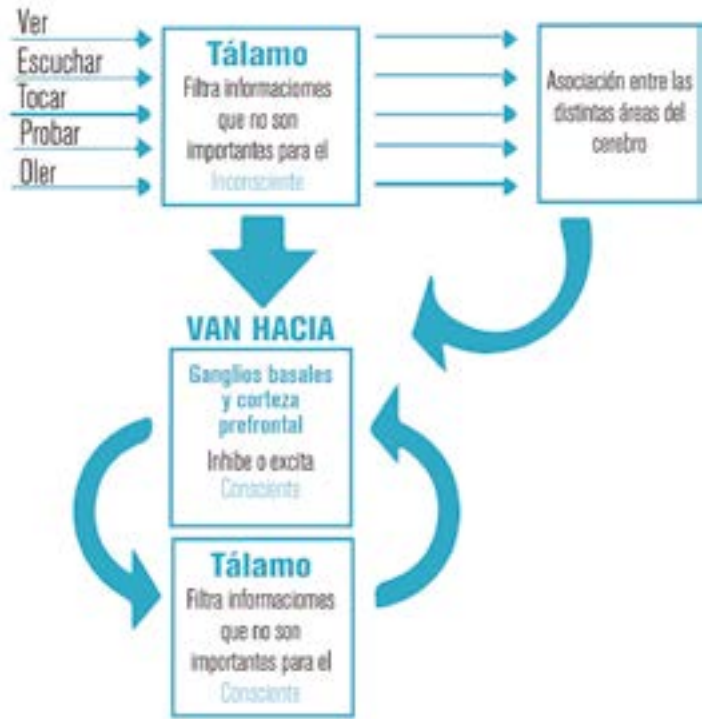 Ver
Escuchar
Tocar
Probar
Oler
Tálamo
Filtra informaciones
que no son
importantes para el
Inconsciente
Asociación entre las
distintas áreas del
cerebro
VAN HACIA
Ganglios basales
y corteza
prefrontal
Inhibe o excita
Consciente
Tálamo
Filtra informaciones
que no son
importantes para el
Consciente